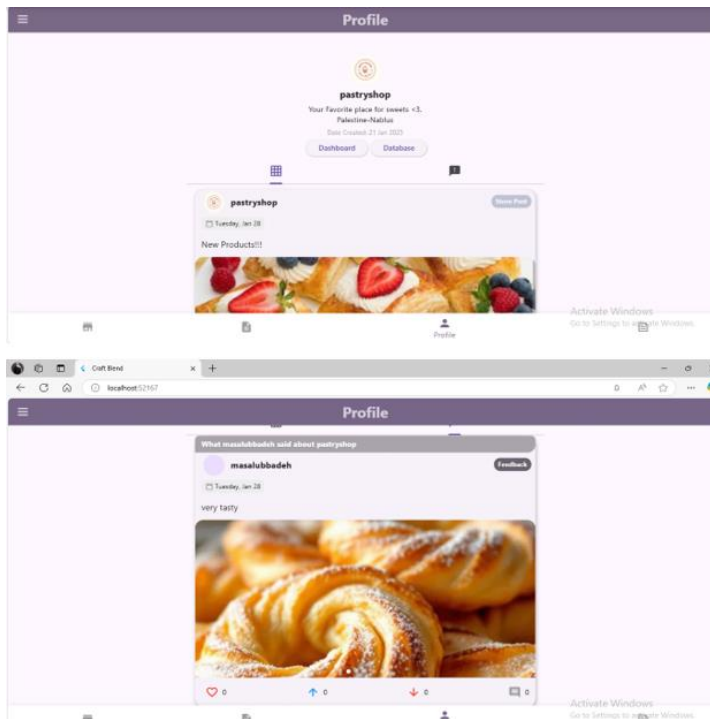 Profile
pastryshop
Your Favorite place for sweets <3.
Palestine-Nablus
Date Created: 21 Jan 2025
Dashboard Database
pastryshop Store Post
Tuesday, Jan 28
New Products!!!
Activate Windows
Go to Settings to activate Windows.
Profile
Craft Blend
localhost:52167
Profile
What masalubbadeh said about pastryshop
masalubbadeh Feedback
Tuesday, Jan 28
very tasty
0 0 0 0
Activate Windows
Go to Settings to activate Windows.